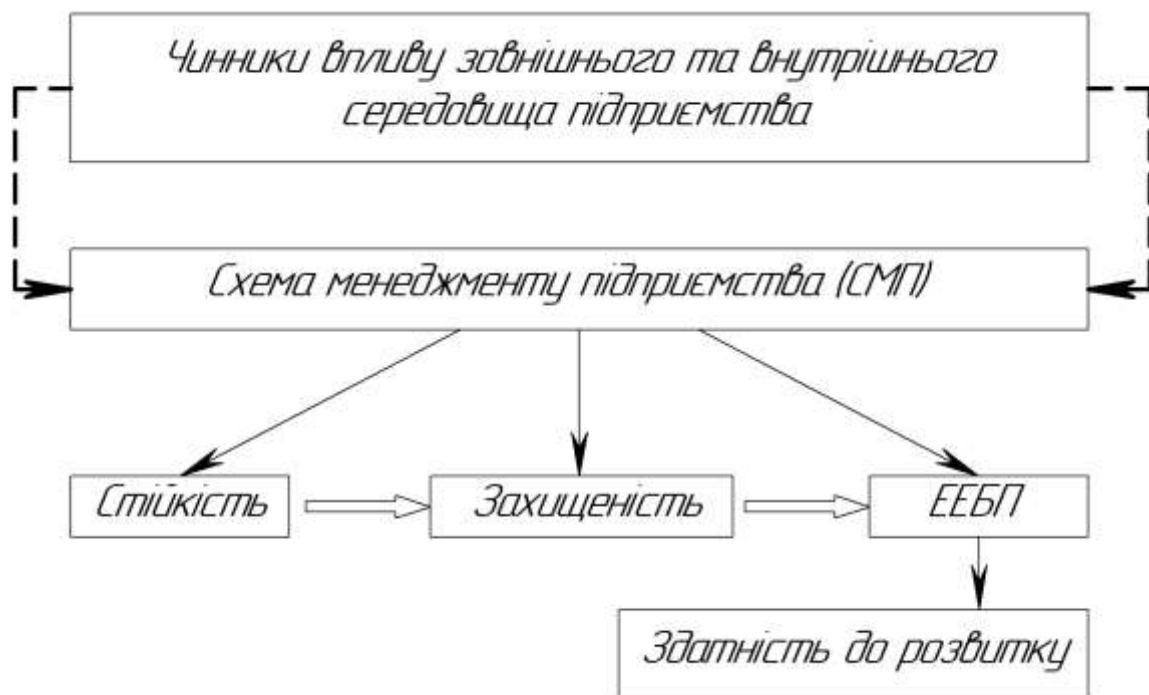 Чинники впливу зовнішнього та внутрішнього
середовища підприємства
Схема менеджменту підприємства (СМП)
Стійкість
Захищеність
ЕЕБП
Здатність до розвитку